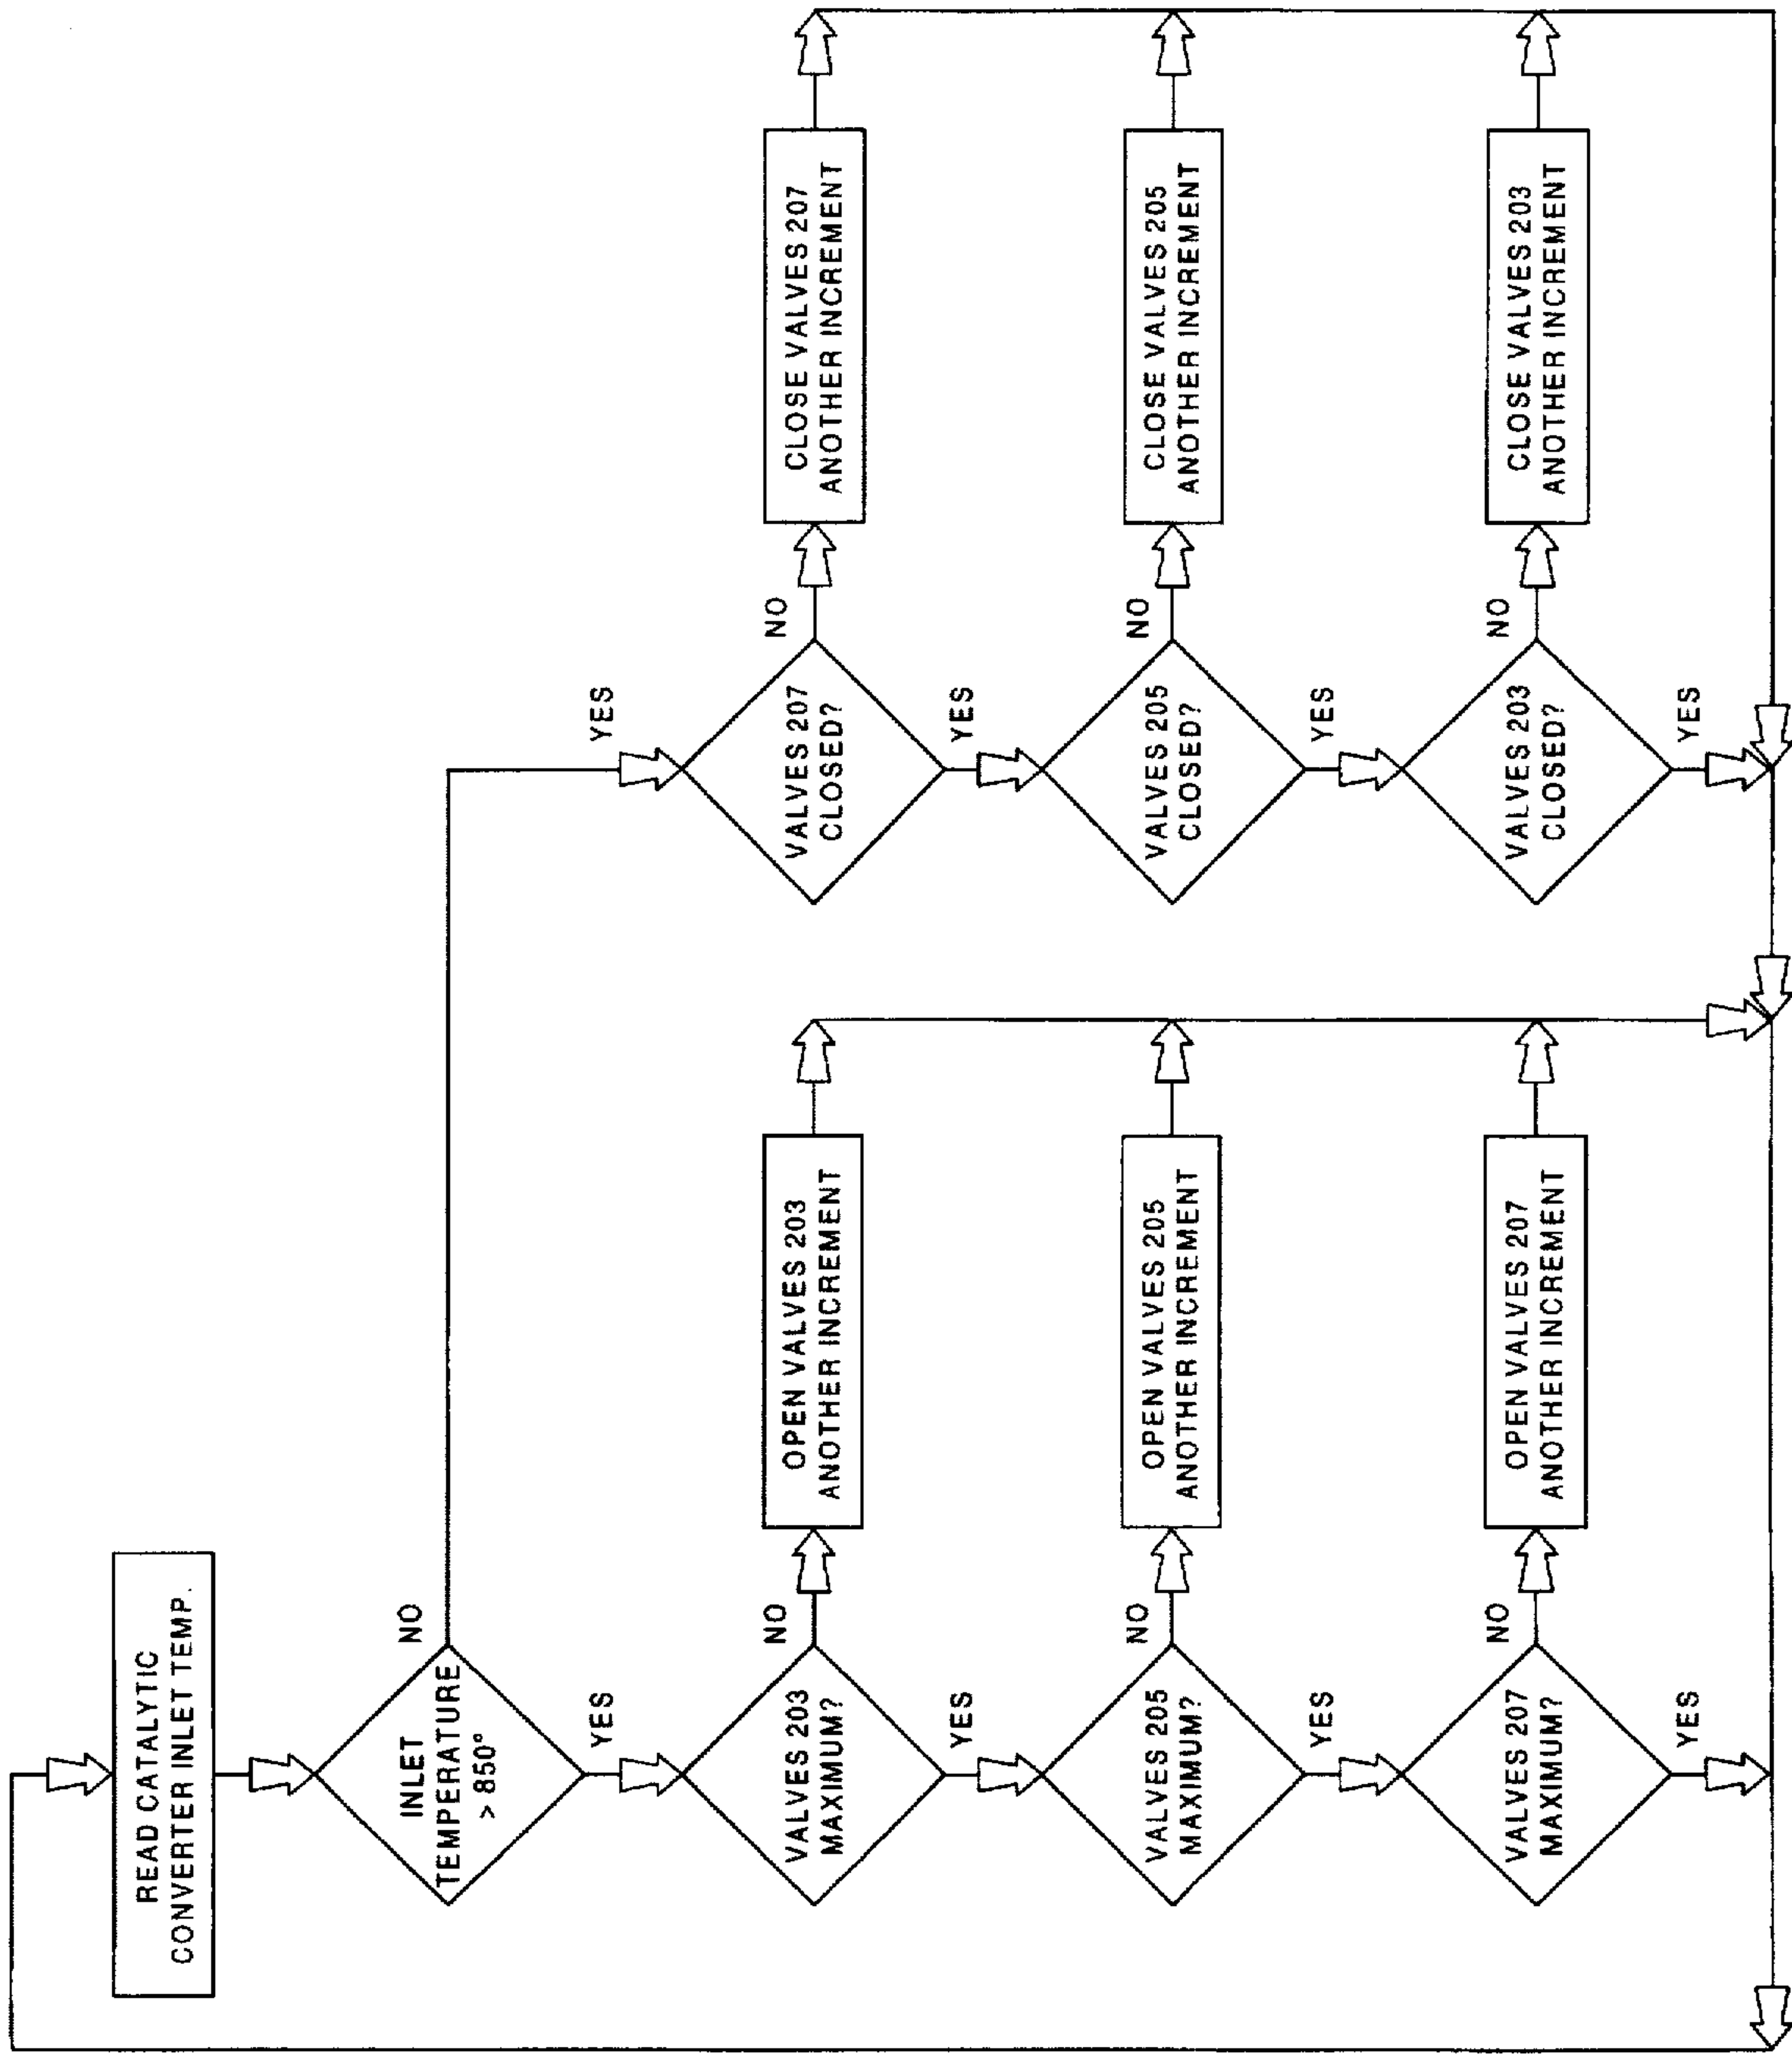 READ CATALYTIC
CONVERTER INLET TEMP.
INLET
TEMPERATURE
> 850°
NO
YES
VALVES 203
MAXIMUM?
NO
OPEN VALVES 203
ANOTHER INCREMENT
YES
VALVES 205
MAXIMUM?
NO
OPEN VALVES 205
ANOTHER INCREMENT
YES
VALVES 207
MAXIMUM?
NO
OPEN VALVES 207
ANOTHER INCREMENT
YES
YES
VALVES 207
CLOSED?
NO
CLOSE VALVES 207
ANOTHER INCREMENT
YES
VALVES 205
CLOSED?
NO
CLOSE VALVES 205
ANOTHER INCREMENT
YES
VALVES 203
CLOSED?
NO
CLOSE VALVES 203
ANOTHER INCREMENT
YES